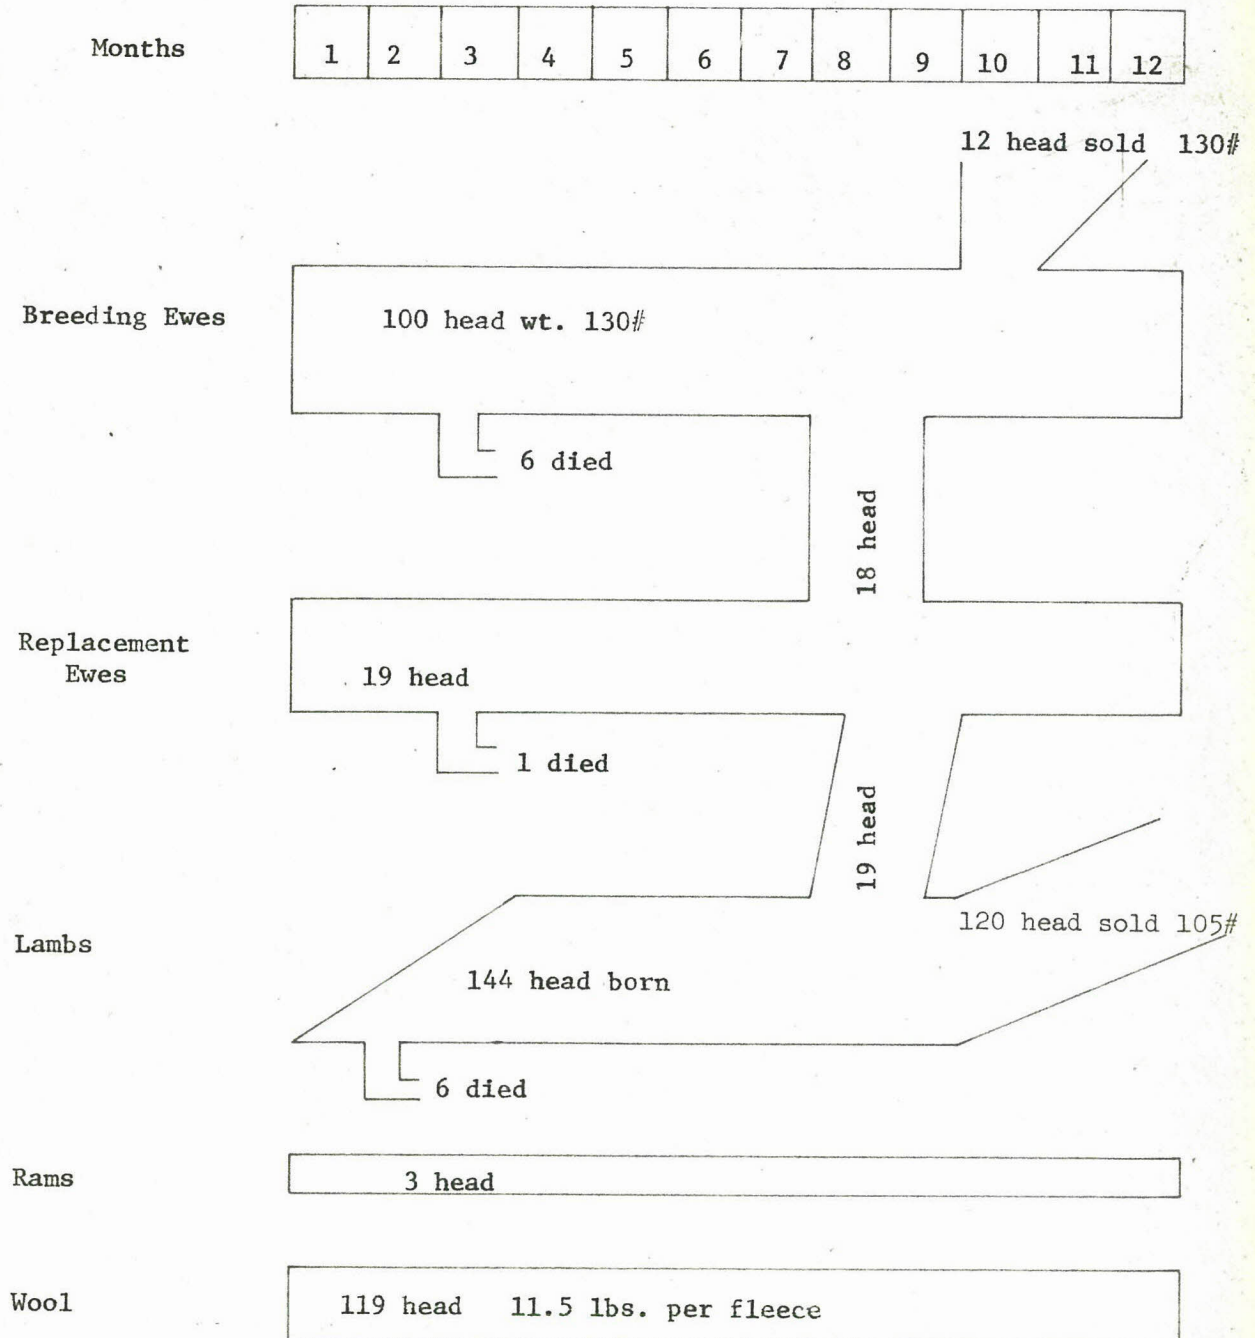 Months 1 2 3 4 5 6 7 8 9 10 11 12
12 head sold 130#
Breeding Ewes 100 head wt. 130#
6 died
18 head
Replacement
Ewes
19 head
1 died
19 head
120 head sold 105#
Lambs
144 head born
6 died
Rams 3 head
Wool 119 head 11.5 lbs. per fleece